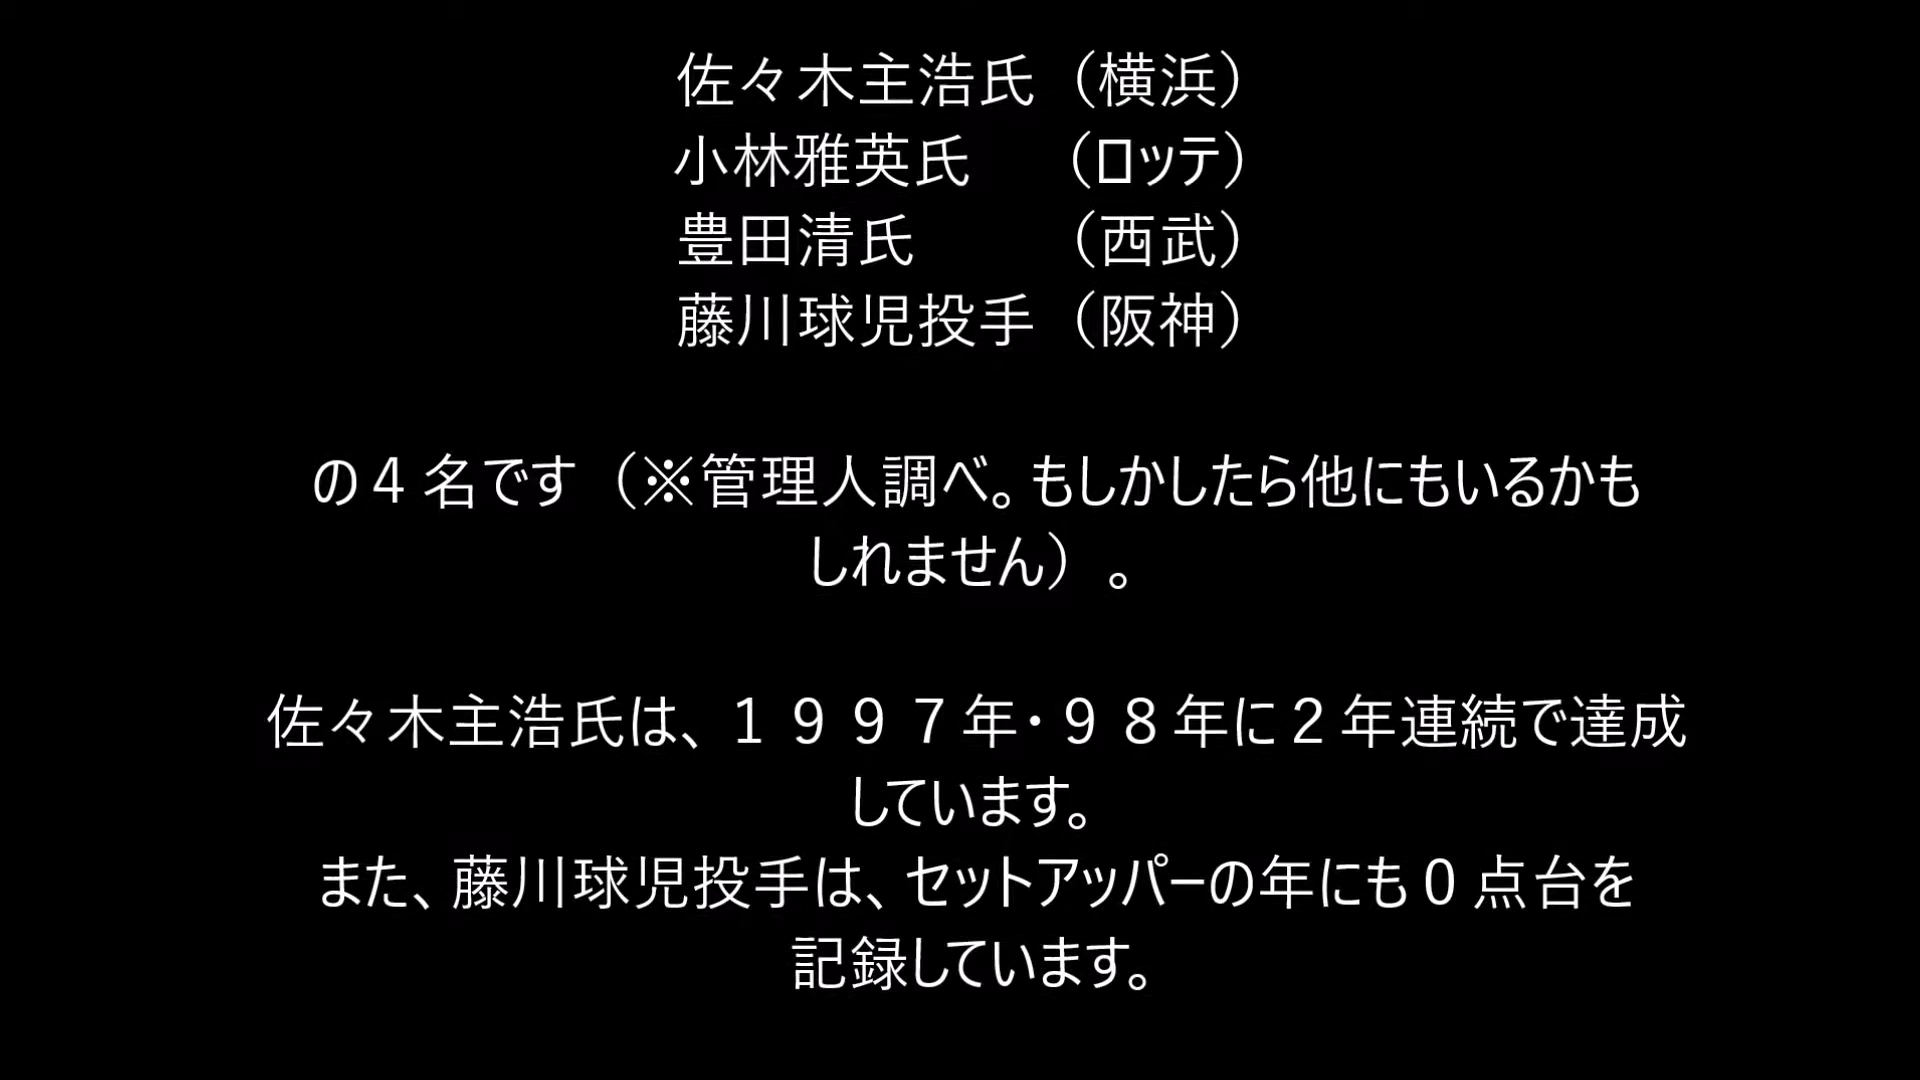 佐々木主浩氏（横浜）
小林雅英氏　（ロッテ）
豊田清氏　　（西武）
藤川球児投手（阪神）
の４名です（※管理人調べ。もしかしたら他にもいるかも
しれません）。
佐々木主浩氏は、１９９７年・９８年に２年連続で達成
しています。
また、藤川球児投手は、セットアッパーの年にも０点台を
記録しています。